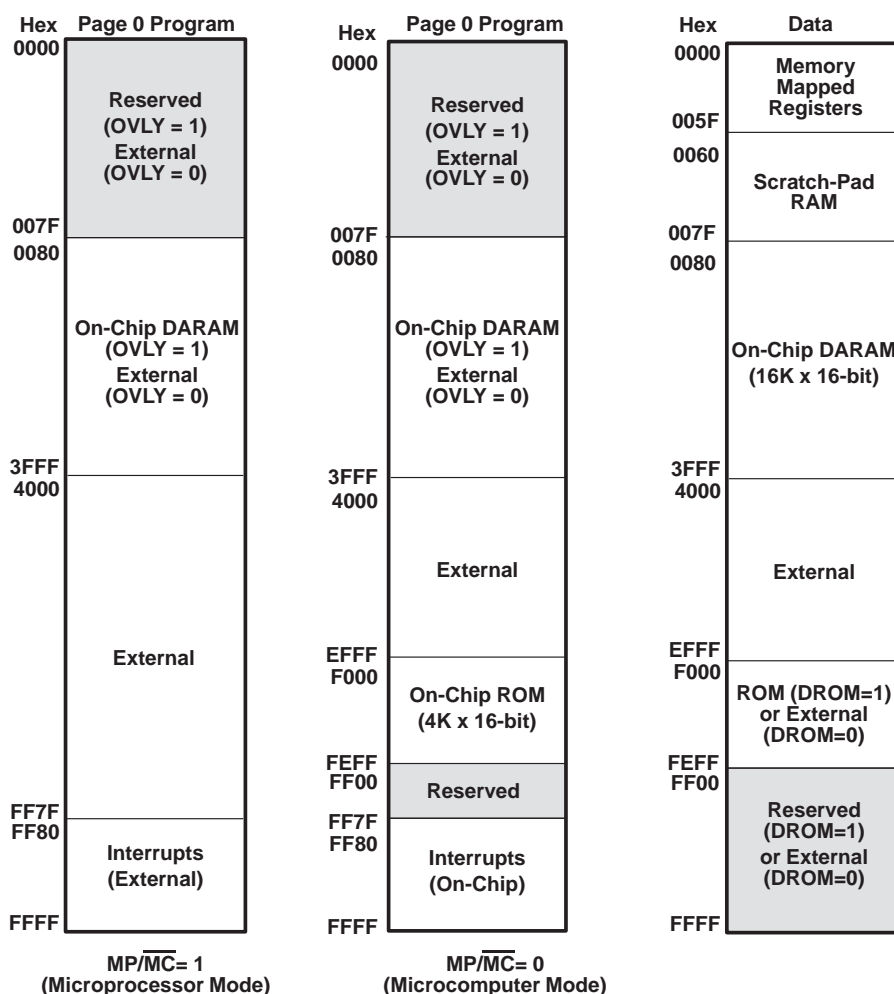 Hex Page 0 Program
0000
Reserved
(OVLY = 1)
External
(OVLY = 0)
007F
0080
On-Chip DARAM
(OVLY = 1)
External
(OVLY = 0)
3FFF
4000
External
FF7F
FF80
Interrupts
(External)
FFFF
MP/MC= 1
(Microprocessor Mode)
Hex Page 0 Program
0000
Reserved
(OVLY = 1)
External
(OVLY = 0)
007F
0080
On-Chip DARAM
(OVLY = 1)
External
(OVLY = 0)
3FFF
4000
External
EFFF
F000
On-Chip ROM
(4K x 16-bit)
FEFF
FF00
Reserved
FF7F
FF80
Interrupts
(On-Chip)
FFFF
MP/MC= 0
(Microcomputer Mode)
Hex Data
0000
Memory
Mapped
Registers
005F
0060
Scratch-Pad
RAM
007F
0080
On-Chip DARAM
(16K x 16-bit)
3FFF
4000
External
EFFF
F000
ROM (DROM=1)
or External
(DROM=0)
FEFF
FF00
Reserved
(DROM=1)
or External
(DROM=0)
FFFF